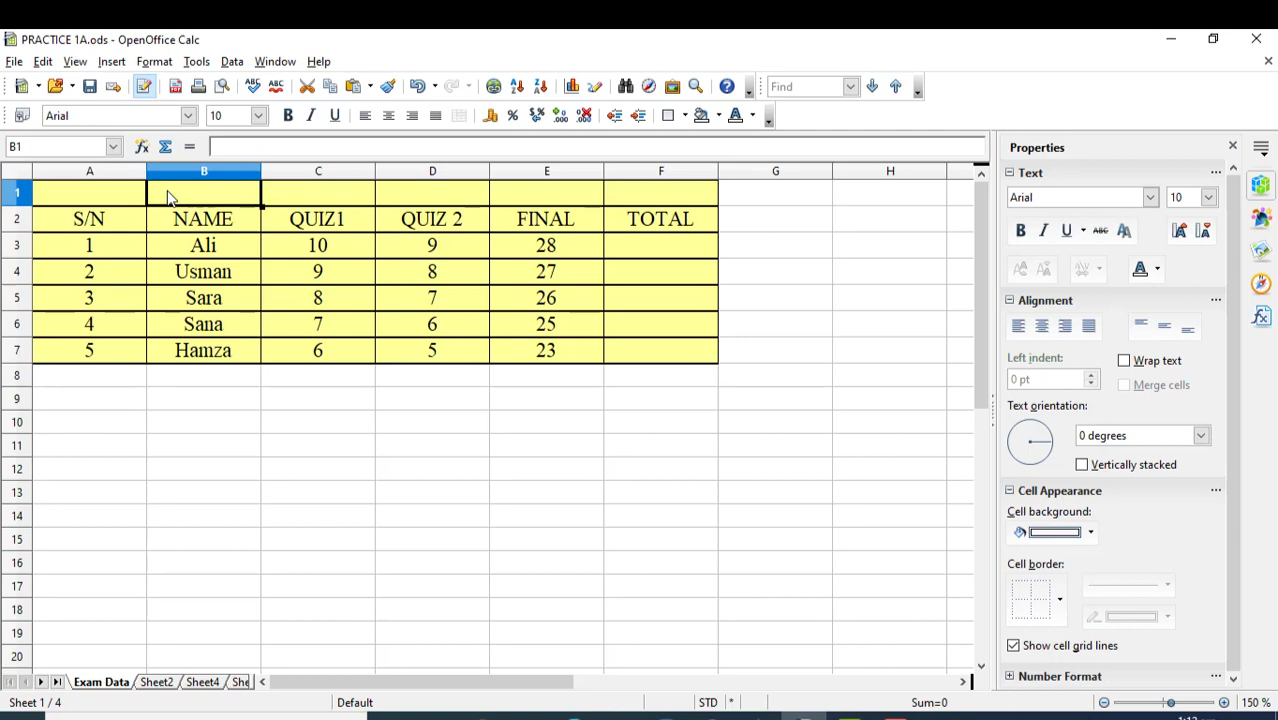 PRACTICE 1A.ods - OpenOffice Calc
File Edit View Insert Format Tools Data Window Help
Find
Arial 10 B I U
B1
Properties
A B C D E F G H
Text
1
Arial 10
2 S/N NAME QUIZ1 QUIZ 2 FINAL TOTAL
B I U ABC
3 1 Ali 10 9 28
4 2 Usman 9 8 27
5 3 Sara 8 7 26
6 4 Sana 7 6 25
7 5 Hamza 6 5 23
8
9
10
11
12
13
14
15
16
17
18
19
20
Alignment
Left indent:
Wrap text
0 pt
Merge cells
Text orientation:
0 degrees
Vertically stacked
Cell Appearance
Cell background:
Cell border:
Show cell grid lines
Number Format
Exam Data Sheet2 Sheet4 She
Sheet 1 / 4 Default STD * Sum=0 150 %